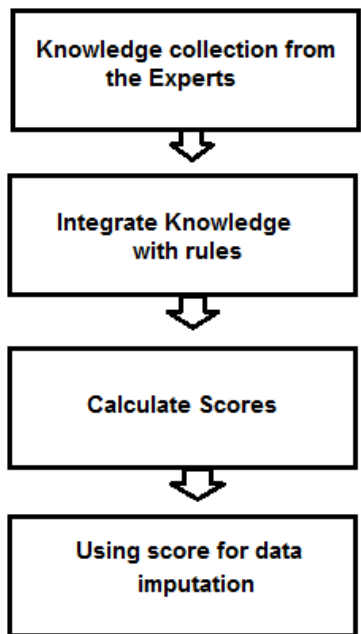 Knowledge collection from
the Experts
Integrate Knowledge
with rules
Calculate Scores
Using score for data
imputation